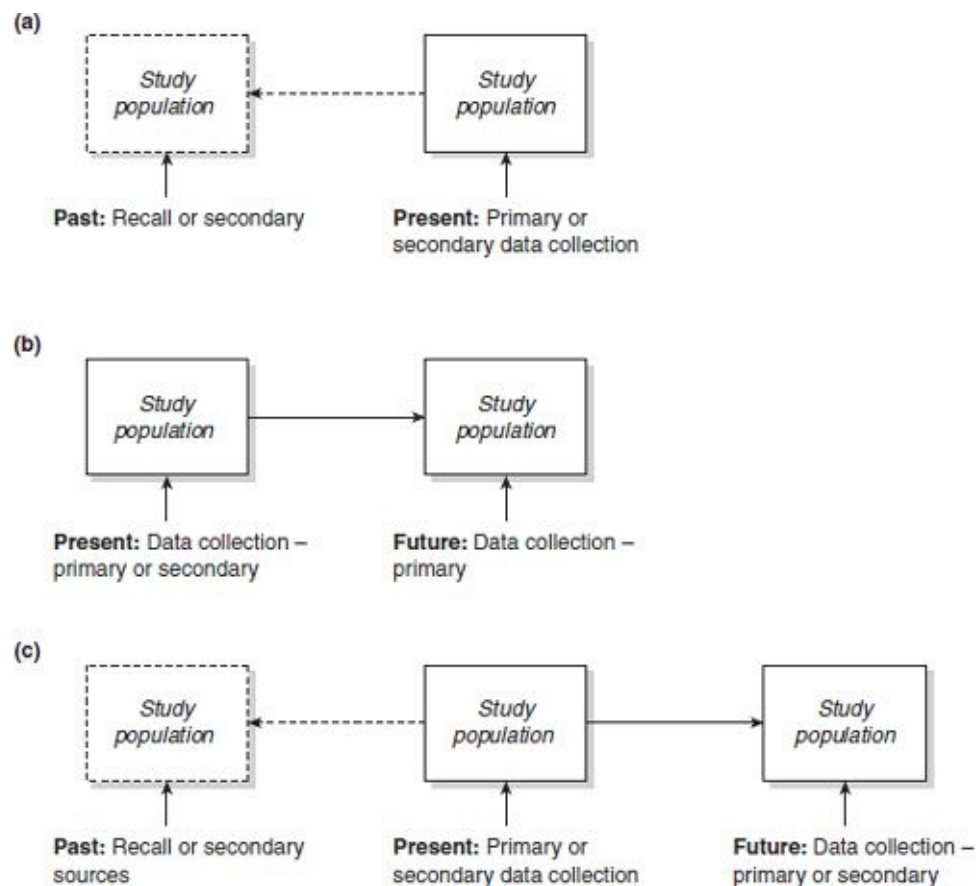 (a)
Study
population
Study
population
Past: Recall or secondary
Present: Primary or
secondary data collection
(b)
Study
population
Study
population
Present: Data collection –
primary or secondary
Future: Data collection –
primary
(c)
Study
population
Study
population
Study
population
Past: Recall or secondary
sources
Present: Primary or
secondary data collection
Future: Data collection –
primary or secondary